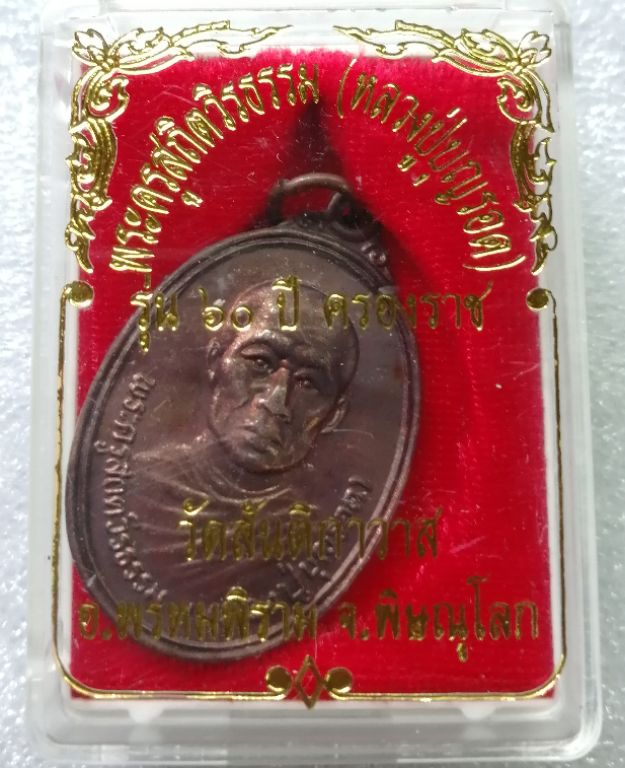 พระครูสถิตวิรธรรม (หลวงปู่บุญรอด)
รุ่น ๖๐ ปี ครองราช
วัดสันติกาวาส
อ.พรหมพิราม จ.พิษณุโลก